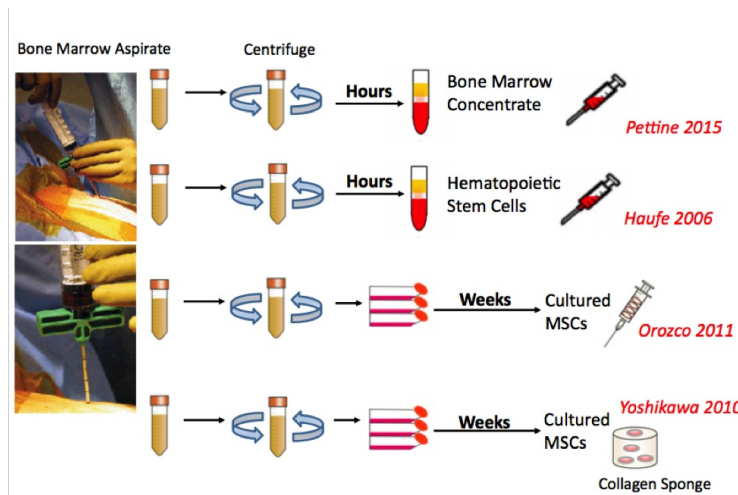 Bone Marrow Aspirate
Centrifuge
Hours
Bone Marrow
Concentrate
Pettine 2015
Hours
Hematopoietic
Stem Cells
Haufe 2006
Weeks
Cultured
MSCs
Orozco 2011
Yoshikawa 2010
Weeks
Cultured
MSCs
Collagen Sponge